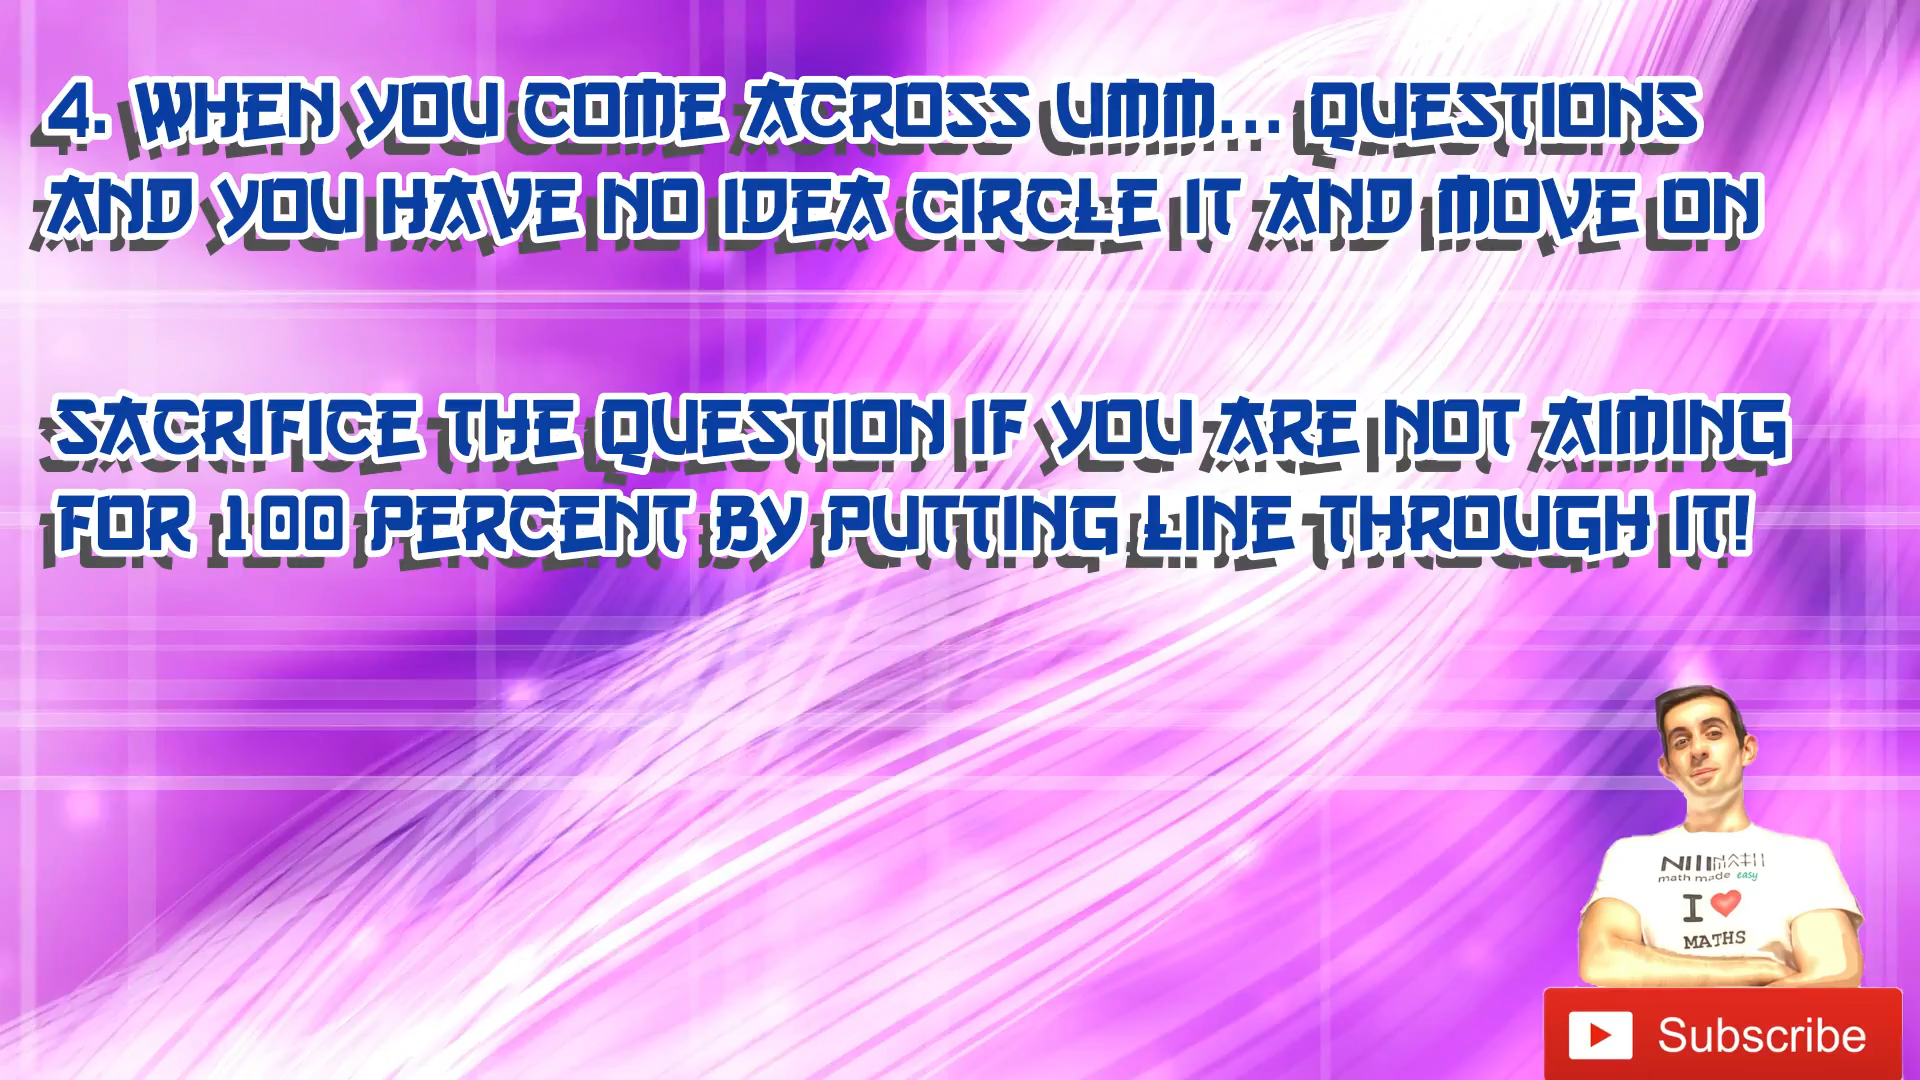 4. WHEN YOU COME ACROSS UMM... QUESTIONS
AND YOU HAVE NO IDEA CIRCLE IT AND MOVE ON
SACRIFICE THE QUESTION IF YOU ARE NOT AIMING
FOR 100 PERCENT BY PUTTING LINE THROUGH IT!
math made easy
I ❤
MATHS
Subscribe